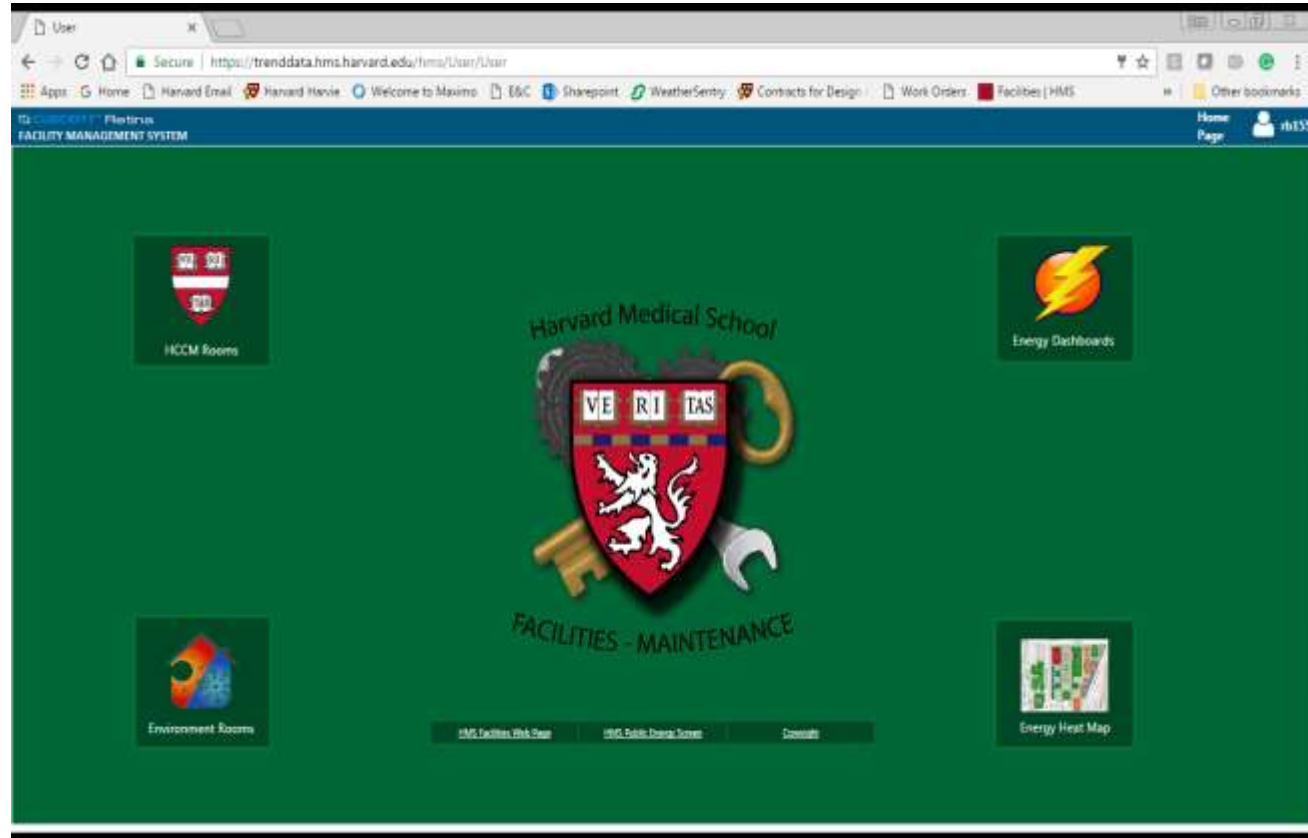 User
Secure | https://trenddata.hms.harvard.edu/hms/User/User
Apps Home Harvard Email Harvard Harvie Welcome to Maximo E&C Sharepoint WeatherSentry Contracts for Design Work Orders Facilities | HMS » Other bookmarks
Home
Page
FACILITY MANAGEMENT SYSTEM
HCCM Rooms
Energy Dashboards
Harvard Medical School
VE RI TAS
FACILITIES - MAINTENANCE
Environment Rooms
Energy Heat Map
HMS Facilities Web Page HMS Public Energy Screen Copyright